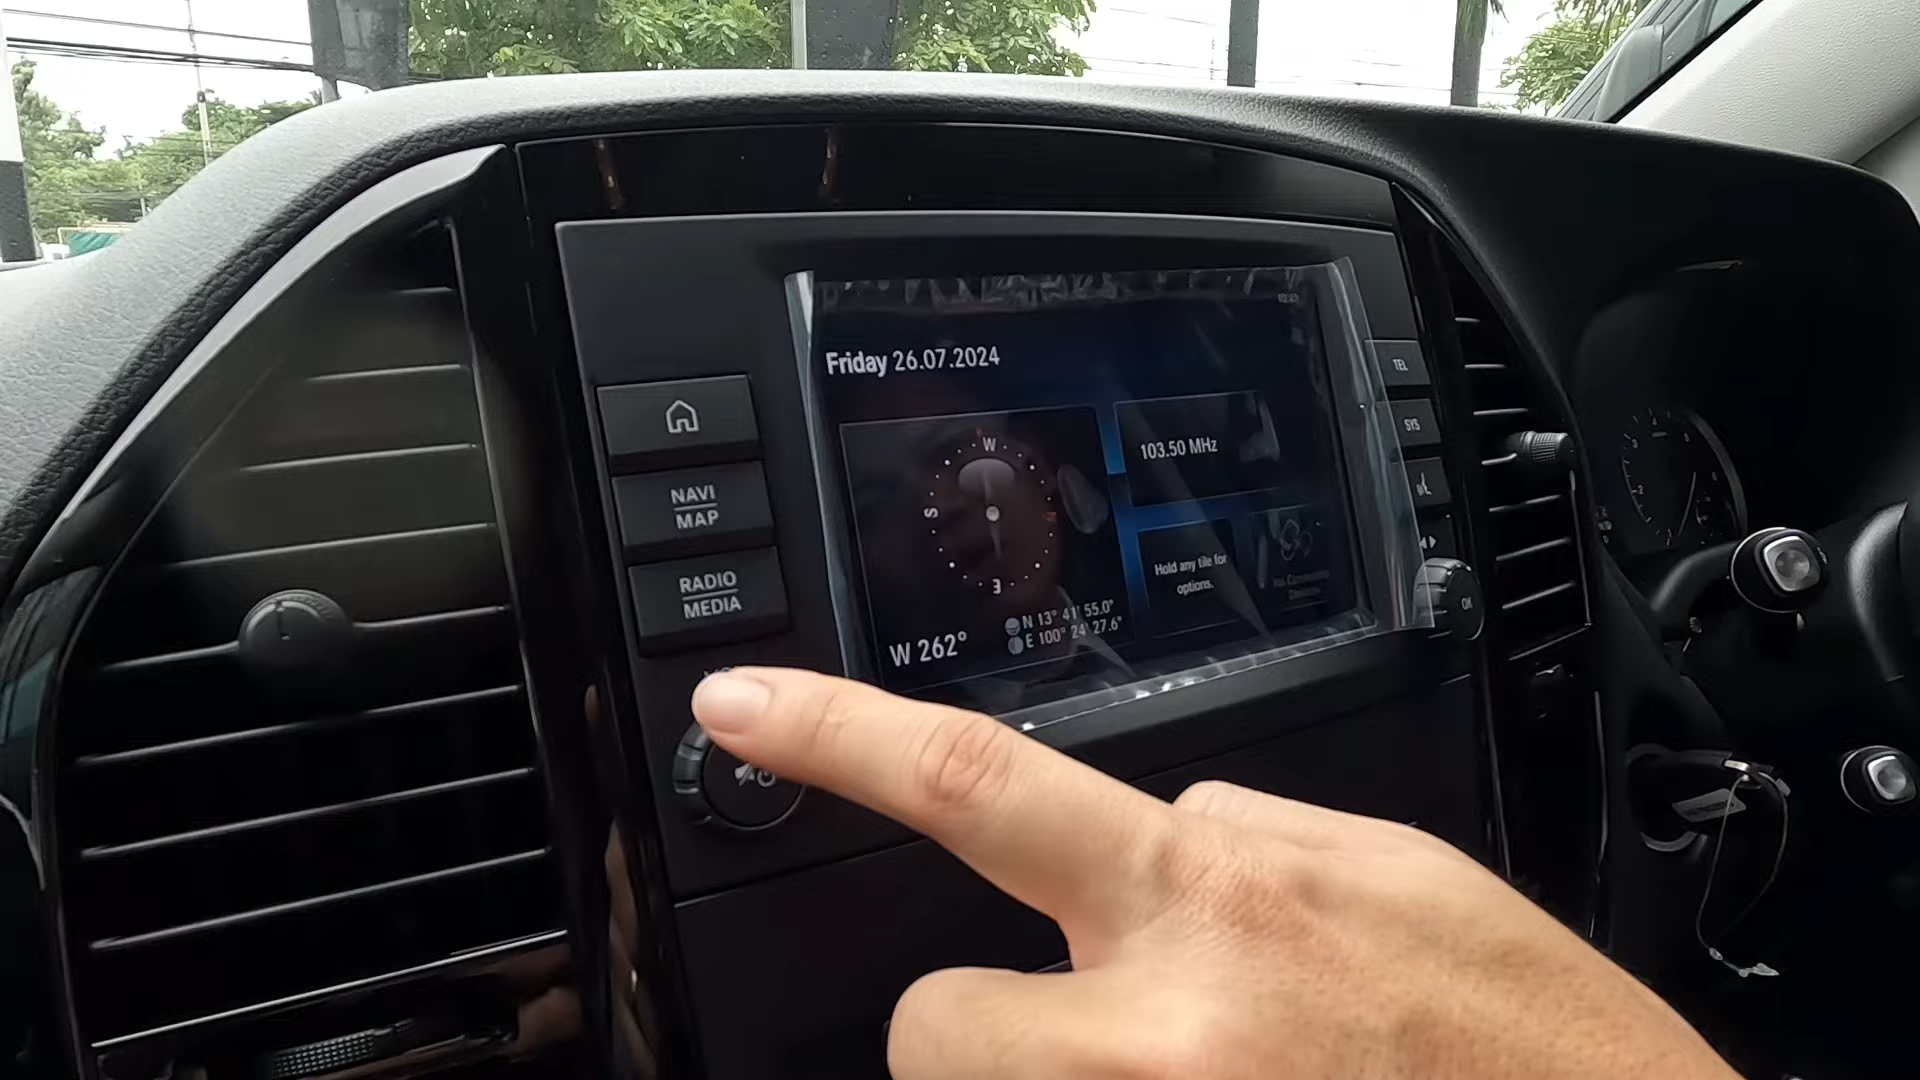 Friday 26.07.2024
W
S
E
W 262°
N 13° 41' 55.0"
E 100° 24' 27.6"
103.50 MHz
Hold any tile for
options.
NAVI
MAP
RADIO
MEDIA
TEL
SYS
OK